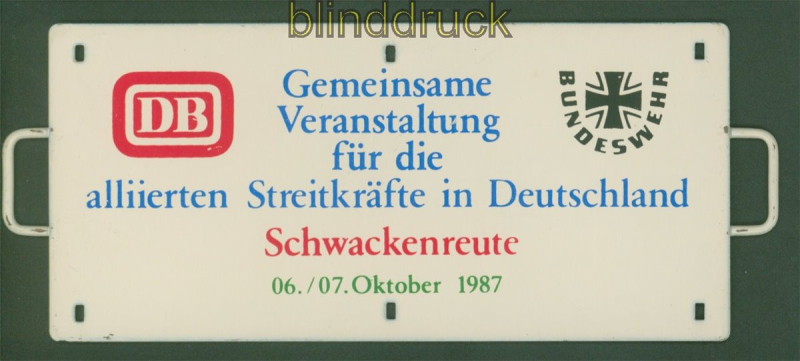 blinddruck
DB
Gemeinsame
Veranstaltung
für die
alliierten Streitkräfte in Deutschland
BUNDESWEHR
Schwackenreute
06./07. Oktober 1987